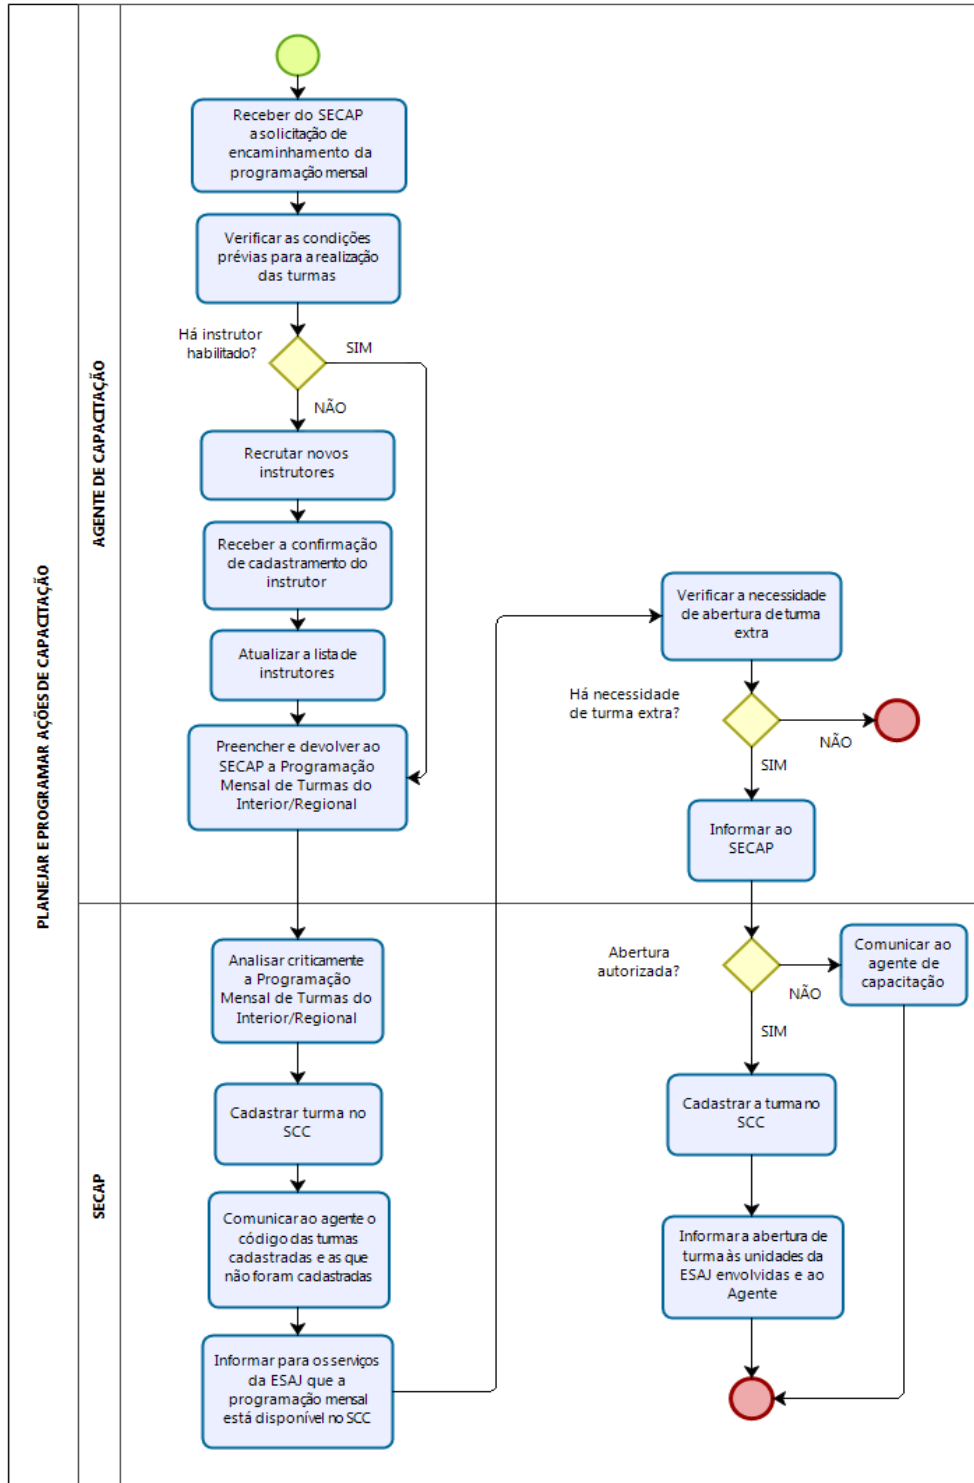 PLANEJAR E PROGRAMAR AÇÕES DE CAPACITAÇÃO
AGENTE DE CAPACITAÇÃO
Receber do SECAP
a solicitação de
encaminhamento da
programação mensal
Verificar as condições
prévias para a realização
das turmas
Há instrutor
habilitado?
SIM
NÃO
Recrutar novos
instrutores
Receber a confirmação
de cadastramento do
instrutor
Atualizar a lista de
instrutores
Preencher e devolver ao
SECAP a Programação
Mensal de Turmas do
Interior/Regional
Verificar a necessidade
de abertura de turma
extra
Há necessidade
de turma extra?
NÃO
SIM
Informar ao
SECAP
SECAP
Analisar criticamente
a Programação
Mensal de Turmas do
Interior/Regional
Cadastrar turma no
SCC
Comunicar ao agente o
código das turmas
cadastradas e as que
não foram cadastradas
Informar para os serviços
da ESAJ que a
programação mensal
está disponível no SCC
Abertura
autorizada?
NÃO
Comunicar ao
agente de
capacitação
SIM
Cadastrar a turma no
SCC
Informar a abertura de
turma às unidades da
ESAJ envolvidas e ao
Agente